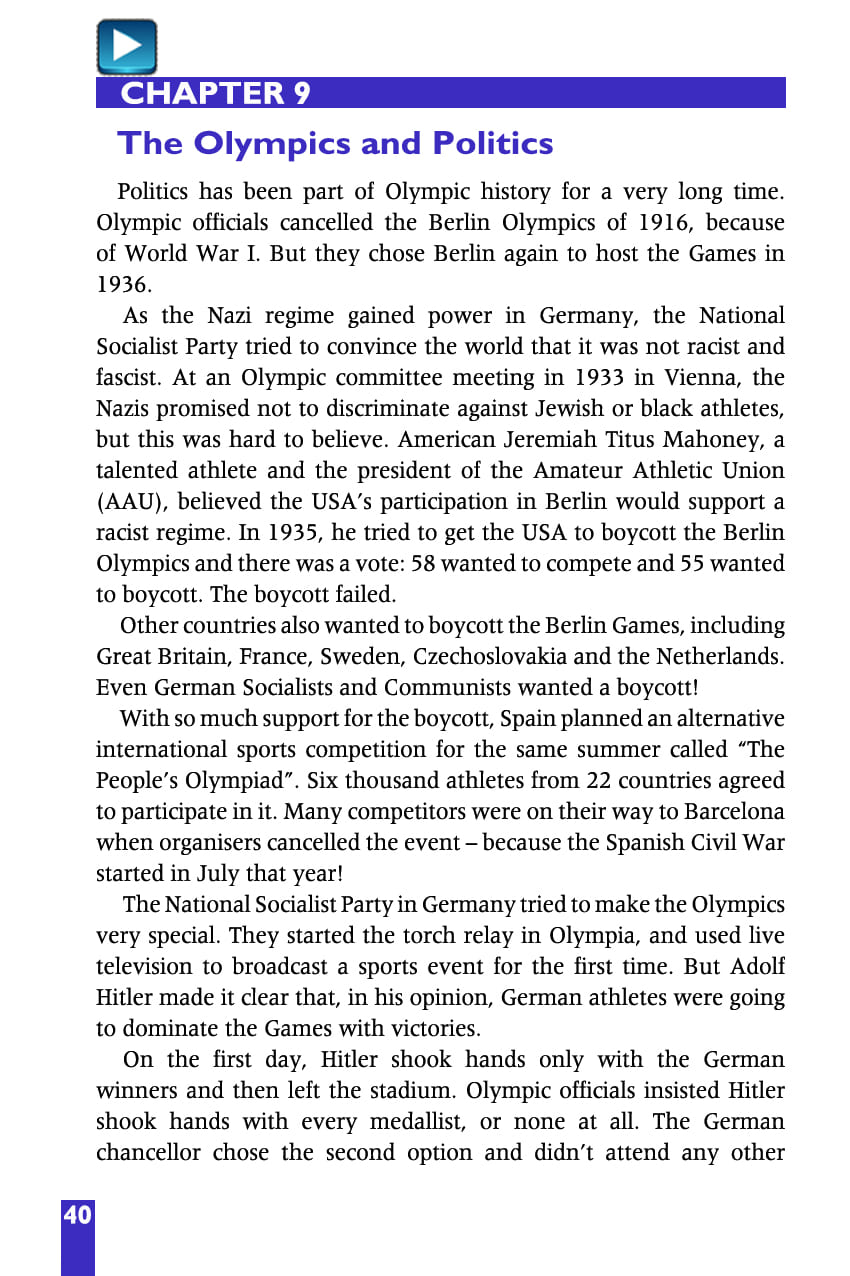 CHAPTER 9
The Olympics and Politics
Politics has been part of Olympic history for a very long time.
Olympic officials cancelled the Berlin Olympics of 1916, because
of World War I. But they chose Berlin again to host the Games in
1936.
As the Nazi regime gained power in Germany, the National
Socialist Party tried to convince the world that it was not racist and
fascist. At an Olympic committee meeting in 1933 in Vienna, the
Nazis promised not to discriminate against Jewish or black athletes,
but this was hard to believe. American Jeremiah Titus Mahoney, a
talented athlete and the president of the Amateur Athletic Union
(AAU), believed the USA’s participation in Berlin would support a
racist regime. In 1935, he tried to get the USA to boycott the Berlin
Olympics and there was a vote: 58 wanted to compete and 55 wanted
to boycott. The boycott failed.
Other countries also wanted to boycott the Berlin Games, including
Great Britain, France, Sweden, Czechoslovakia and the Netherlands.
Even German Socialists and Communists wanted a boycott!
With so much support for the boycott, Spain planned an alternative
international sports competition for the same summer called “The
People’s Olympiad”. Six thousand athletes from 22 countries agreed
to participate in it. Many competitors were on their way to Barcelona
when organisers cancelled the event – because the Spanish Civil War
started in July that year!
The National Socialist Party in Germany tried to make the Olympics
very special. They started the torch relay in Olympia, and used live
television to broadcast a sports event for the first time. But Adolf
Hitler made it clear that, in his opinion, German athletes were going
to dominate the Games with victories.
On the first day, Hitler shook hands only with the German
winners and then left the stadium. Olympic officials insisted Hitler
shook hands with every medallist, or none at all. The German
chancellor chose the second option and didn’t attend any other
40